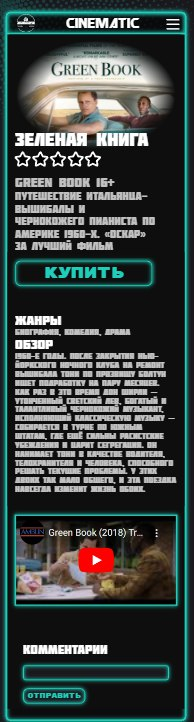 CINEMATIC
GREEN BOOK
ЗЕЛЕНАЯ КНИГА
GREEN BOOK 16+
ПУТЕШЕСТВИЕ ИТАЛЬЯНЦА-
ВЫШИБАЛЫ И
ЧЕРНОКОЖЕГО ПИАНИСТА ПО
АМЕРИКЕ 1960-Х. «ОСКАР»
ЗА ЛУЧШИЙ ФИЛЬМ
КУПИТЬ
ЖАНРЫ
БИОГРАФИЯ, КОМЕДИЯ, ДРАМА
ОБЗОР
1960-Е ГОДЫ. ПОСЛЕ ЗАКРЫТИЯ НЬЮ-
ЙОРКСКОГО НОЧНОГО КЛУБА НА РЕМОНТ
ВЫШИБАЛА ТОНИ ПО ПРОЗВИЩУ БОЛТУН
ИЩЕТ ПОДРАБОТКУ НА ПАРУ МЕСЯЦЕВ.
КАК РАЗ В ЭТО ВРЕМЯ ДОН ШИРЛИ —
УТОНЧЕННЫЙ СВЕТСКИЙ ЛЕВ, БОГАТЫЙ И
ТАЛАНТЛИВЫЙ ЧЕРНОКОЖИЙ МУЗЫКАНТ,
ИСПОЛНЯЮЩИЙ КЛАССИЧЕСКУЮ МУЗЫКУ —
СОБИРАЕТСЯ В ТУРНЕ ПО ЮЖНЫМ
ШТАТАМ, ГДЕ ЕЩЁ СИЛЬНЫ РАСИСТСКИЕ
УБЕЖДЕНИЯ И ЦАРИТ СЕГРЕГАЦИЯ. ОН
НАНИМАЕТ ТОНИ В КАЧЕСТВЕ ВОДИТЕЛЯ,
ТЕЛОХРАНИТЕЛЯ И ЧЕЛОВЕКА, СПОСОБНОГО
РЕШАТЬ ТЕКУЩИЕ ПРОБЛЕМЫ. У ЭТИХ
ДВОИХ ТАК МАЛО ОБЩЕГО, И ЭТА ПОЕЗДКА
НАВСЕГДА ИЗМЕНИТ ЖИЗНЬ ОБОИХ.
Green Book (2018) Tr...
КОММЕНТАРИИ
ОТПРАВИТЬ